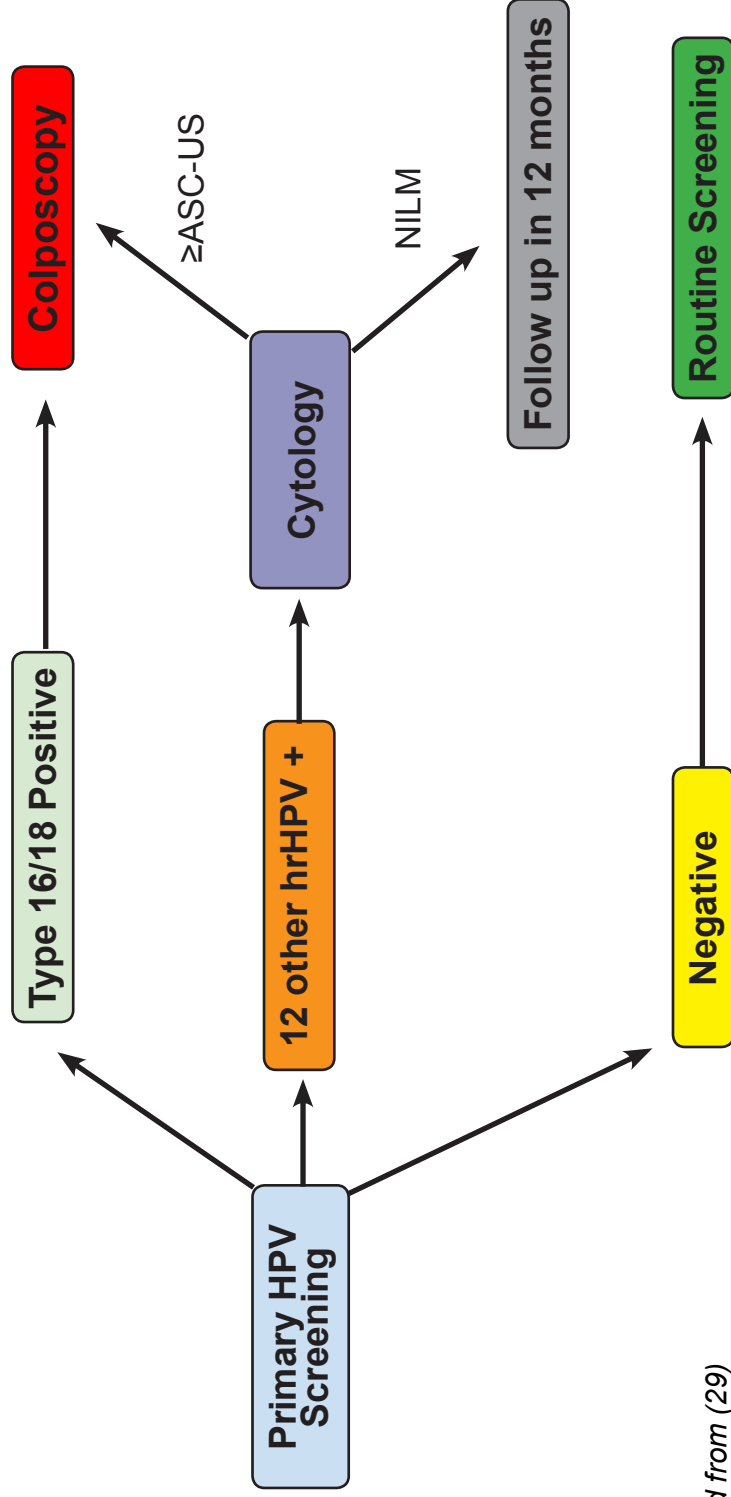 Primary HPV
Screening
Type 16/18 Positive
Colposcopy
12 other hrHPV +
Cytology
≥ASC-US
NILM
Follow up in 12 months
Negative
Routine Screening
from (29)